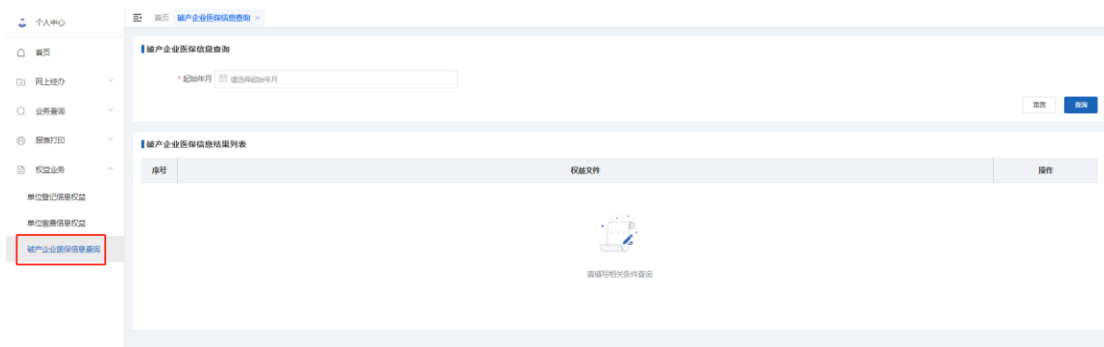 个人中心
首页 破产企业医保信息查询 ×
首页
网上经办
业务查询
报表打印
权益业务
单位登记信息权益
单位缴费信息权益
破产企业医保信息查询
破产企业医保信息查询
* 起始年月 请选择起始年月
重置 查询
破产企业医保信息结果列表
序号 权益文件 操作
请填写相关条件查询